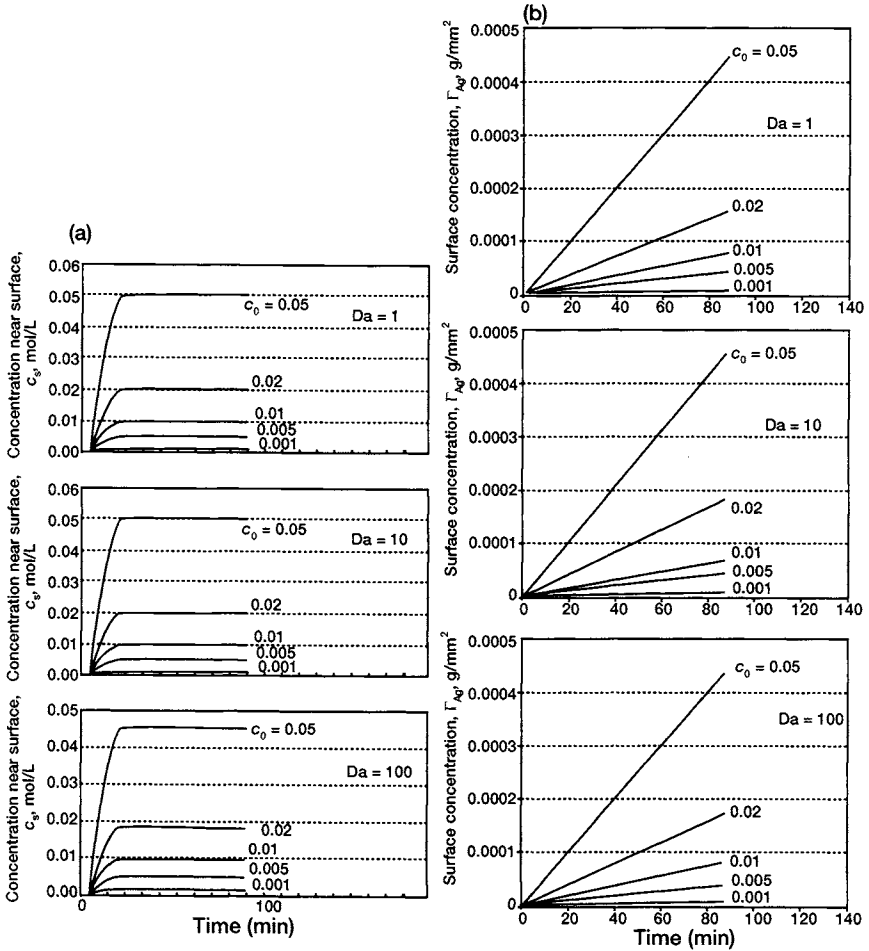 (a)
Concentration near surface,
cs, mol/L
0.06
0.05
0.04
0.03
0.02
0.01
0.00
c0 = 0.05
Da = 1
0.02
0.01
0.005
0.001
Concentration near surface,
cs, mol/L
0.06
0.05
0.04
0.03
0.02
0.01
0.00
c0 = 0.05
Da = 10
0.02
0.01
0.005
0.001
Concentration near surface,
cs, mol/L
0.05
0.04
0.03
0.02
0.01
0.00
c0 = 0.05
Da = 100
0.02
0.01
0.005
0.001
0 100
Time (min)
(b)
Surface concentration, ΓAg, g/mm²
0.0005
0.0004
0.0003
0.0002
0.0001
0
c0 = 0.05
Da = 1
0.02
0.01
0.005
0.001
0 20 40 60 80 100 120 140
Surface concentration, ΓAg, g/mm²
0.0005
0.0004
0.0003
0.0002
0.0001
0
c0 = 0.05
Da = 10
0.02
0.01
0.005
0.001
0 20 40 60 80 100 120 140
Surface concentration, ΓAg, g/mm²
0.0005
0.0004
0.0003
0.0002
0.0001
0
c0 = 0.05
Da = 100
0.02
0.01
0.005
0.001
0 20 40 60 80 100 120 140
Time (min)